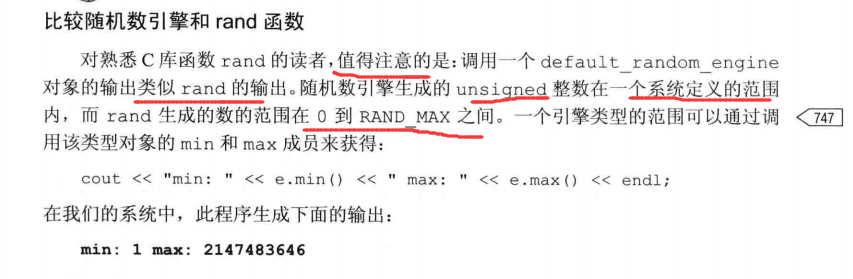 比较随机数引擎和 rand 函数
对熟悉 C 库函数 rand 的读者,值得注意的是:调用一个 default_random_engine
对象的输出类似 rand 的输出。随机数引擎生成的 unsigned 整数在一个系统定义的范围
内,而 rand 生成的数的范围在 0 到 RAND_MAX 之间。一个引擎类型的范围可以通过调
747
用该类型对象的 min 和 max 成员来获得:
cout << "min: " << e.min() << " max: " << e.max() << endl;
在我们的系统中,此程序生成下面的输出:
min: 1 max: 2147483646